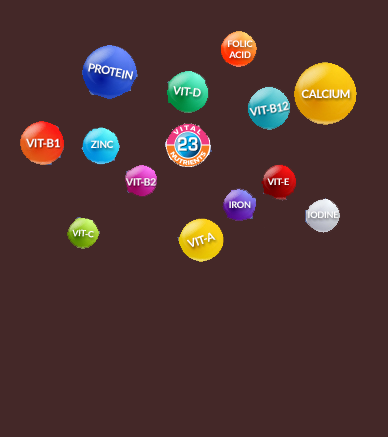 FOLIC
ACID
PROTEIN
VIT-D
CALCIUM
VIT-B12
VIT-B1
ZINC
VITAL
23
NUTRIENTS
VIT-B2
VIT-E
IRON
IODINE
VIT-C
VIT-A